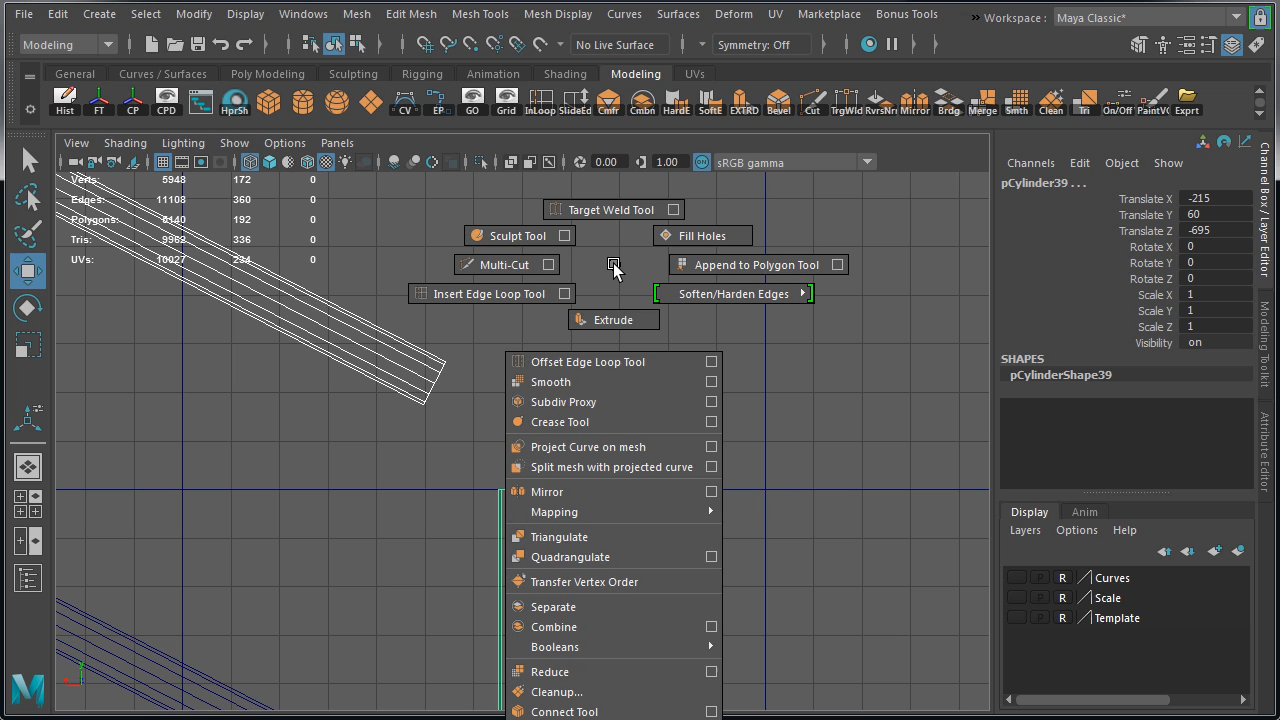 File Edit Create Select Modify Display Windows Mesh Edit Mesh Mesh Tools Mesh Display Curves Surfaces Deform UV Marketplace Bonus Tools Workspace : Maya Classic*
Modeling No Live Surface Symmetry: Off
General Curves / Surfaces Poly Modeling Sculpting Rigging Animation Shading Modeling UVs
Hist FT CP CPD HprSh CV EP GO Grid InLoop SlideEd Cmfr Cmbn HardE SoftE EXTRD Bevel Cut TrgWld RvrsNn Mirror Brdg Merge Smth Clean Tri On/Off PaintV Exprt
View Shading Lighting Show Renderer Panels
0.00 1.00 ON sRGB gamma
Verts: 5948 172 0
Edges: 11108 360 0
Polygons: 6140 192 0
Tris: 9962 336 0
UVs: 10027 234 0
Target Weld Tool
Sculpt Tool Fill Holes
Multi-Cut Append to Polygon Tool
Insert Edge Loop Tool Soften/Harden Edges
Extrude
Offset Edge Loop Tool
Smooth
Subdiv Proxy
Crease Tool
Project Curve on mesh
Split mesh with projected curve
Mirror
Mapping
Triangulate
Quadrangulate
Transfer Vertex Order
Separate
Combine
Booleans
Reduce
Cleanup...
Connect Tool
Channels Edit Object Show
pCylinder39 . . .
Translate X -215
Translate Y 60
Translate Z -695
Rotate X 0
Rotate Y 0
Rotate Z 0
Scale X 1
Scale Y 1
Scale Z 1
Visibility on
SHAPES
pCylinderShape39
Display Anim
Layers Options Help
R Curves
R Scale
P R Template
Channel Box / Layer Editor
Modeling Toolkit
Attribute Editor